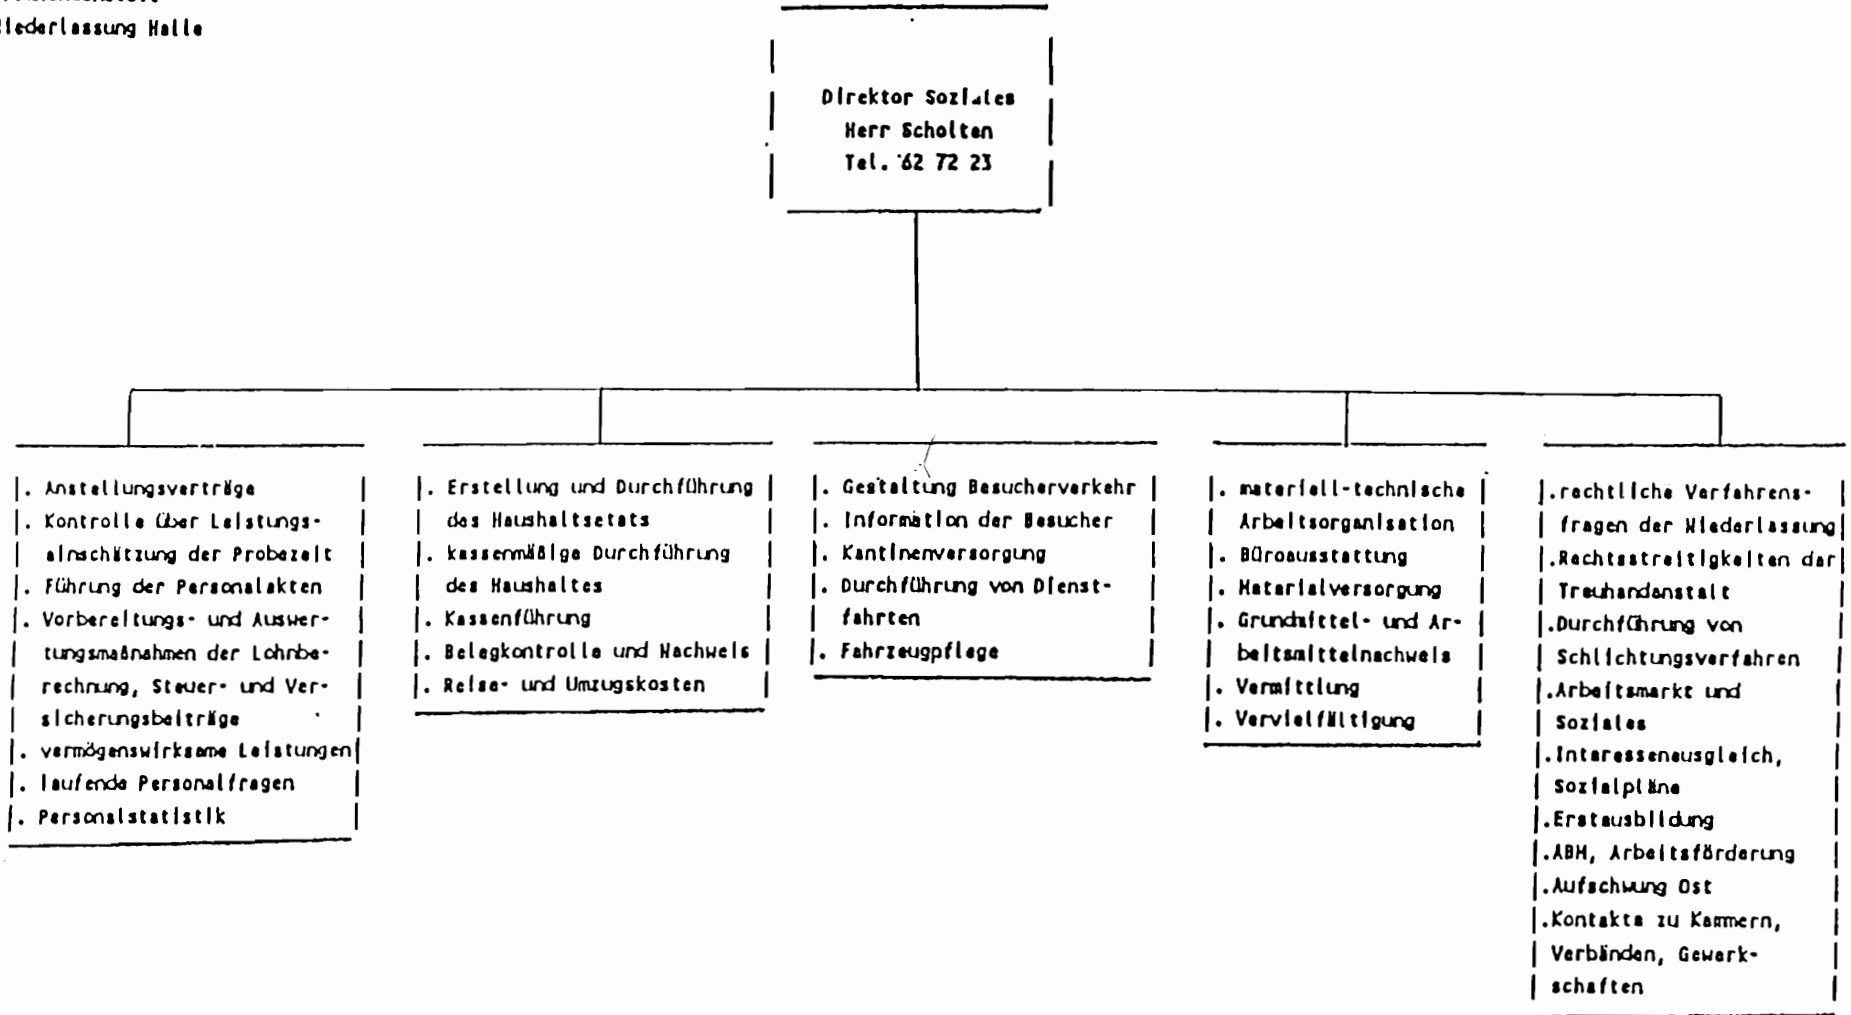 Niederlassung Halle
Direktor Soziales
Herr Scholten
Tel. 62 72 23
. Anstellungsverträge
. Kontrolle über Leistungs-
einschätzung der Probezeit
. Führung der Personalakten
. Vorbereitungs- und Auswer-
tungsmaßnahmen der Lohnbe-
rechnung, Steuer- und Ver-
sicherungsbeiträge
. vermögenswirksame Leistungen
. laufende Personalfragen
. Personalstatistik
. Erstellung und Durchführung
des Haushaltsetats
. kassenmäßige Durchführung
des Haushaltes
. Kassenführung
. Belegkontrolle und Nachweis
. Reise- und Umzugskosten
. Gestaltung Besucherverkehr
. Information der Besucher
. Kantinenversorgung
. Durchführung von Dienst-
fahrten
. Fahrzeugpflege
. materiell-technische
Arbeitsorganisation
. Büroausstattung
. Materialversorgung
. Grundmittel- und Ar-
beitsmittelnachweis
. Vermittlung
. Vervielfältigung
.rechtliche Verfahrens-
fragen der Niederlassung
.Rechtsstreitigkeiten der
Treuhandanstalt
.Durchführung von
Schlichtungsverfahren
.Arbeitsmarkt und
Soziales
.Interessenausgleich,
Sozialpläne
.Erstausbildung
.ABM, Arbeitsförderung
.Aufschwung Ost
.Kontakte zu Kammern,
Verbänden, Gewerk-
schaften